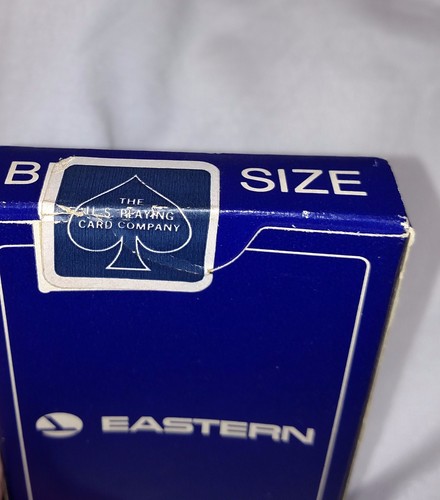 B SIZE
THE
U.S. PLAYING
CARD COMPANY
EASTERN